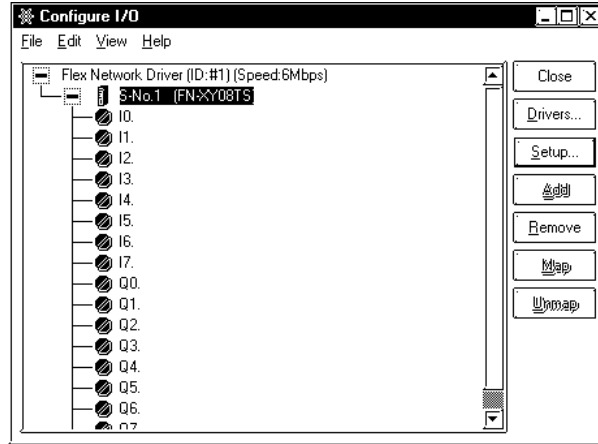 Configure I/O
File Edit View Help
Flex Network Driver (ID:#1) (Speed:6Mbps)
S-No.1 (FN-XY08TS
I0.
I1.
I2.
I3.
I4.
I5.
I6.
I7.
Q0.
Q1.
Q2.
Q3.
Q4.
Q5.
Q6.
Q7.
Close
Drivers...
Setup...
Add
Remove
Map
Unmap